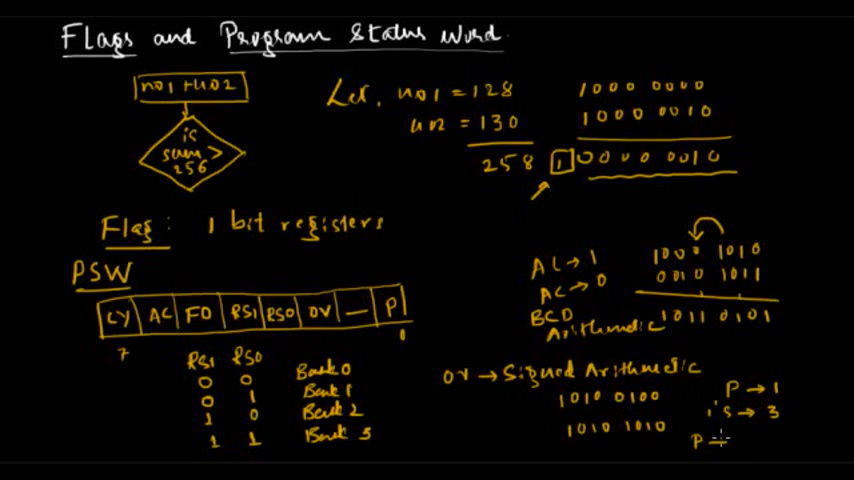 Flags and Program Status Word.
no1 + no2
is
sum >
256
Let, no1 = 128 1000 0000
no2 = 130 1000 0010
258 1 0000 0010
Flag: 1 bit registers
PSW
CY AC F0 RS1 RS0 OV — P
7 0
RS1 RS0
0 0 Bank 0
0 1 Bank 1
1 0 Bank 2
1 1 Bank 3
AC → 1 1000 1010
AC → 0 0010 1011
BCD
Arithmetic 1011 0101
OV → Signed Arithmetic
1010 0100 P → 1
1's → 3
1010 1010
P →